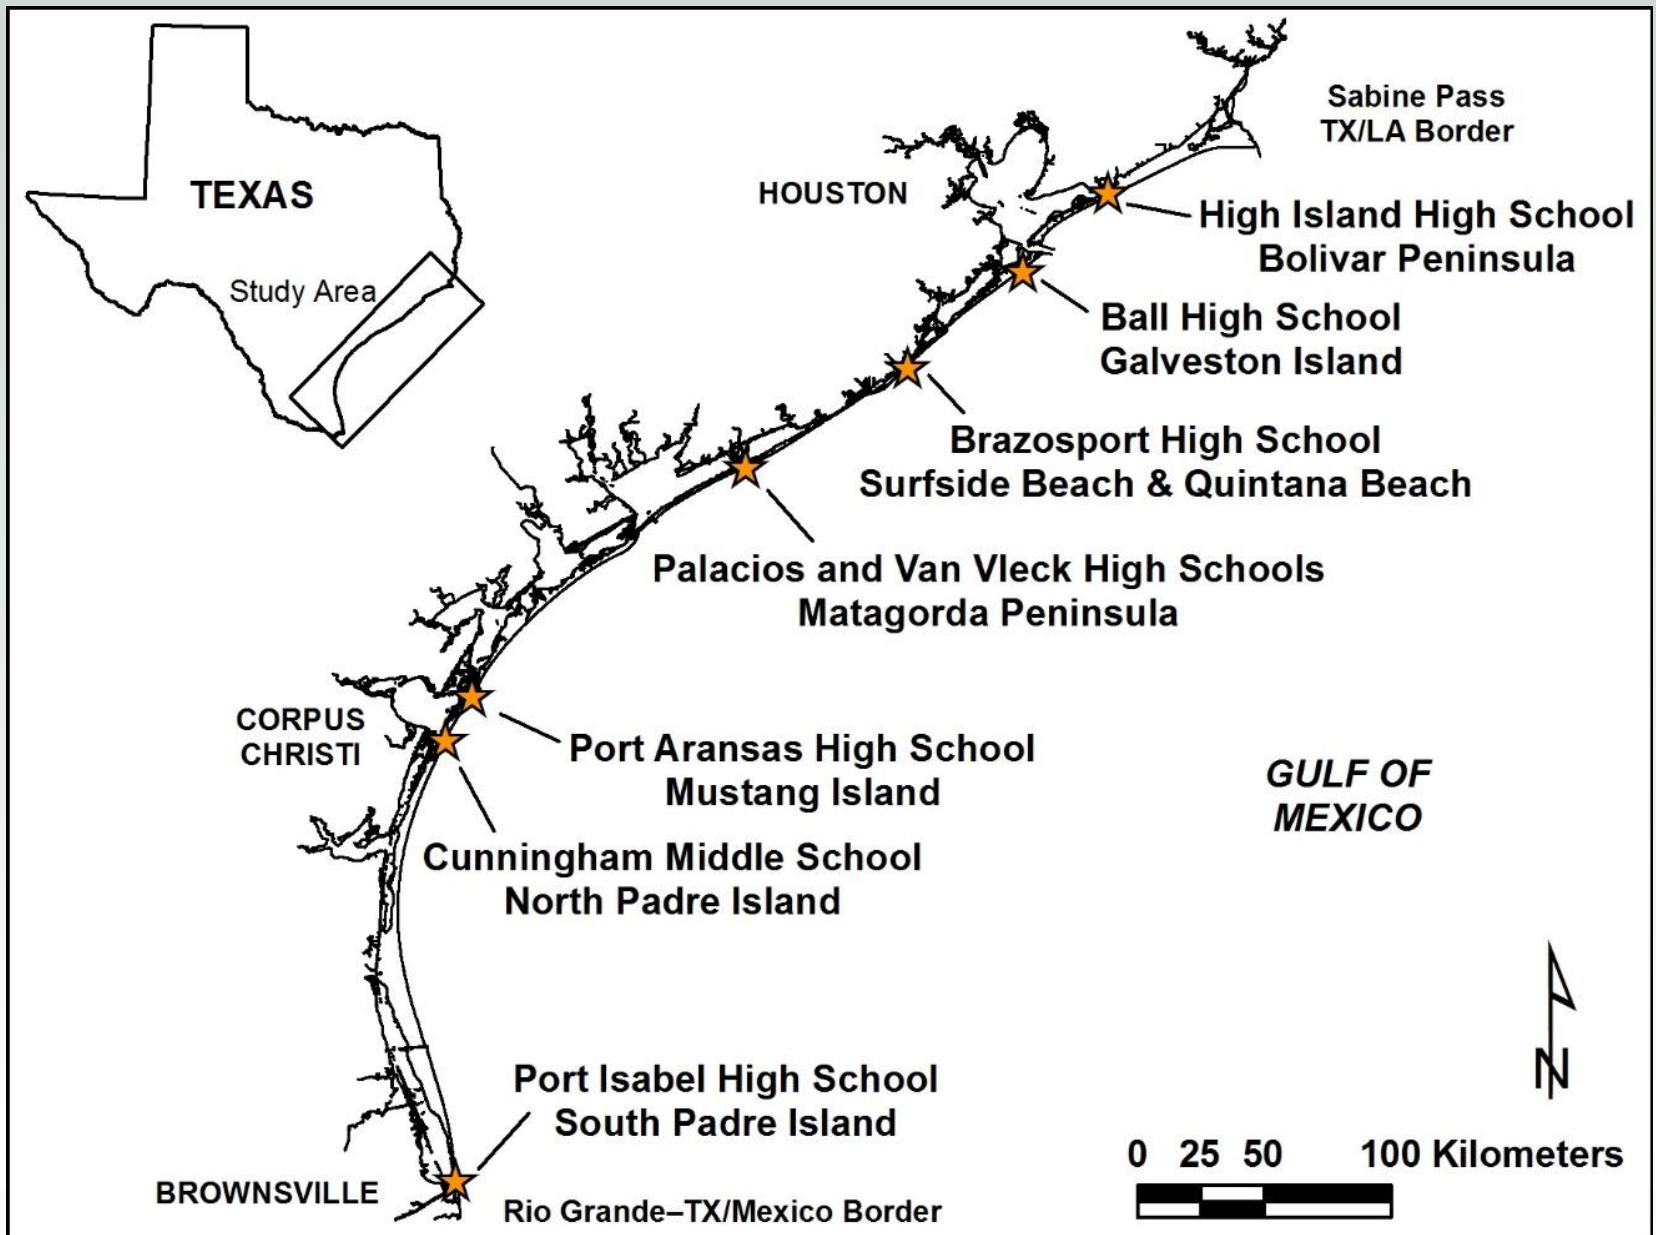 Sabine Pass
TX/LA Border
TEXAS
HOUSTON
High Island High School
Bolivar Peninsula
Study Area
Ball High School
Galveston Island
Brazosport High School
Surfside Beach & Quintana Beach
Palacios and Van Vleck High Schools
Matagorda Peninsula
CORPUS
CHRISTI
Port Aransas High School
Mustang Island
GULF OF
MEXICO
Cunningham Middle School
North Padre Island
Port Isabel High School
South Padre Island
N
0 25 50 100 Kilometers
BROWNSVILLE
Rio Grande–TX/Mexico Border